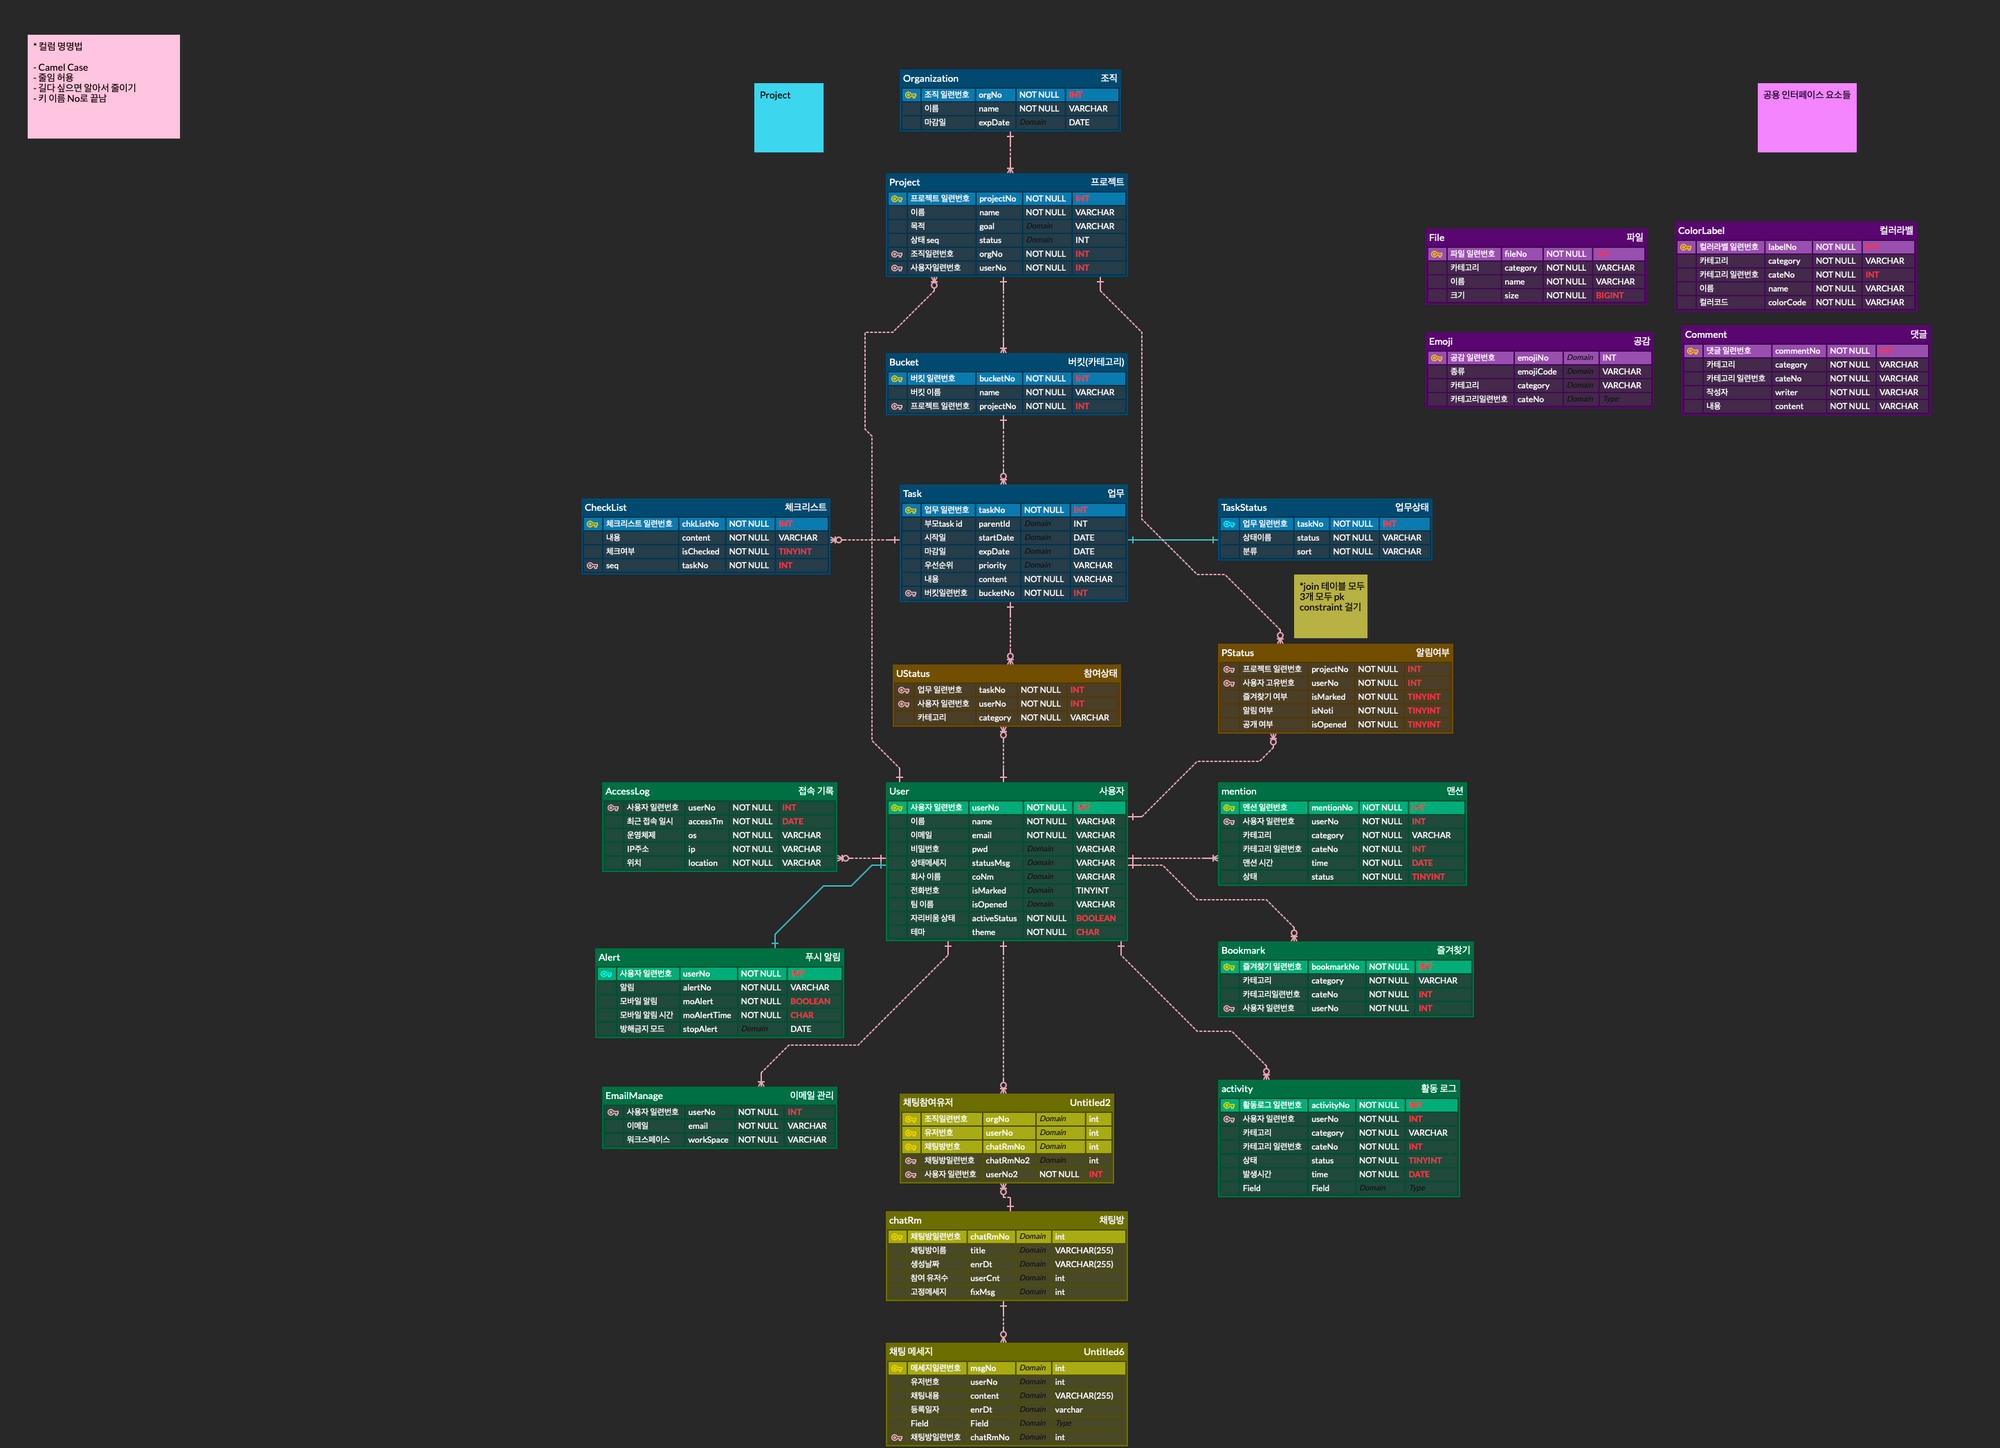 * 컬럼 명명법
- Camel Case
- 줄임 허용
- 길다 싶으면 알아서 줄이기
- 키 이름 No로 끝남
Project
공용 인터페이스 요소들
Organization 조직
조직 일련번호 orgNo NOT NULL INT
이름 name NOT NULL VARCHAR
마감일 expDate Domain DATE
Project 프로젝트
프로젝트 일련번호 projectNo NOT NULL INT
이름 name NOT NULL VARCHAR
목적 goal Domain VARCHAR
상태 seq status Domain INT
조직일련번호 orgNo NOT NULL INT
사용자일련번호 userNo NOT NULL INT
File 파일
파일 일련번호 fileNo NOT NULL INT
카테고리 category NOT NULL VARCHAR
이름 name NOT NULL VARCHAR
크기 size NOT NULL BIGINT
ColorLabel 컬러라벨
컬러라벨 일련번호 labelNo NOT NULL INT
카테고리 category NOT NULL VARCHAR
카테고리 일련번호 cateNo NOT NULL INT
이름 name NOT NULL VARCHAR
컬러코드 colorCode NOT NULL VARCHAR
Emoji 공감
공감 일련번호 emojiNo Domain INT
종류 emojiCode Domain VARCHAR
카테고리 category Domain VARCHAR
카테고리일련번호 cateNo Domain Type
Comment 댓글
댓글 일련번호 commentNo NOT NULL INT
카테고리 category NOT NULL VARCHAR
카테고리 일련번호 cateNo NOT NULL VARCHAR
작성자 writer NOT NULL VARCHAR
내용 content NOT NULL VARCHAR
Bucket 버킷(카테고리)
버킷 일련번호 bucketNo NOT NULL INT
버킷 이름 name NOT NULL VARCHAR
프로젝트 일련번호 projectNo NOT NULL INT
CheckList 체크리스트
체크리스트 일련번호 chkListNo NOT NULL INT
내용 content NOT NULL VARCHAR
체크여부 isChecked NOT NULL TINYINT
seq taskNo NOT NULL INT
Task 업무
업무 일련번호 taskNo NOT NULL INT
부모task id parentId Domain INT
시작일 startDate Domain DATE
마감일 expDate Domain DATE
우선순위 priority Domain VARCHAR
내용 content NOT NULL VARCHAR
버킷일련번호 bucketNo NOT NULL INT
TaskStatus 업무상태
업무 일련번호 taskNo NOT NULL INT
상태이름 status NOT NULL VARCHAR
분류 sort NOT NULL VARCHAR
*join 테이블 모두
3개 모두 pk
constraint 걸기
UStatus 참여상태
업무 일련번호 taskNo NOT NULL INT
사용자 일련번호 userNo NOT NULL INT
카테고리 category NOT NULL VARCHAR
PStatus 알림여부
프로젝트 일련번호 projectNo NOT NULL INT
사용자 고유번호 userNo NOT NULL INT
즐겨찾기 여부 isMarked NOT NULL TINYINT
알림 여부 isNoti NOT NULL TINYINT
공개 여부 isOpened NOT NULL TINYINT
AccessLog 접속 기록
사용자 일련번호 userNo NOT NULL INT
최근 접속 일시 accessTm NOT NULL DATE
운영체제 os NOT NULL VARCHAR
IP주소 ip NOT NULL VARCHAR
위치 location NOT NULL VARCHAR
User 사용자
사용자 일련번호 userNo NOT NULL INT
이름 name NOT NULL VARCHAR
이메일 email NOT NULL VARCHAR
비밀번호 pwd Domain VARCHAR
상태메세지 statusMsg Domain VARCHAR
회사 이름 coNm Domain VARCHAR
전화번호 isMarked Domain TINYINT
팀 이름 isOpened Domain VARCHAR
자리비움 상태 activeStatus NOT NULL BOOLEAN
테마 theme NOT NULL CHAR
mention 맨션
멘션 일련번호 mentionNo NOT NULL INT
사용자 일련번호 userNo NOT NULL INT
카테고리 category NOT NULL VARCHAR
카테고리 일련번호 cateNo NOT NULL INT
맨션 시간 time NOT NULL DATE
상태 status NOT NULL TINYINT
Alert 푸시 알림
사용자 일련번호 userNo NOT NULL INT
알림 alertNo NOT NULL VARCHAR
모바일 알림 moAlert NOT NULL BOOLEAN
모바일 알림 시간 moAlertTime NOT NULL CHAR
방해금지 모드 stopAlert Domain DATE
Bookmark 즐겨찾기
즐겨찾기 일련번호 bookmarkNo NOT NULL INT
카테고리 category NOT NULL VARCHAR
카테고리일련번호 cateNo NOT NULL INT
사용자 일련번호 userNo NOT NULL INT
EmailManage 이메일 관리
사용자 일련번호 userNo NOT NULL INT
이메일 email NOT NULL VARCHAR
워크스페이스 workSpace NOT NULL VARCHAR
채팅참여유저 Untitled2
조직일련번호 orgNo Domain int
유저번호 userNo Domain int
채팅방번호 chatRmNo Domain int
채팅방일련번호 chatRmNo2 Domain int
사용자 일련번호 userNo2 NOT NULL INT
activity 활동 로그
활동로그 일련번호 activityNo NOT NULL INT
사용자 일련번호 userNo NOT NULL INT
카테고리 category NOT NULL VARCHAR
카테고리 일련번호 cateNo NOT NULL INT
상태 status NOT NULL TINYINT
발생시간 time NOT NULL DATE
Field Field Domain Type
chatRm 채팅방
채팅방일련번호 chatRmNo Domain int
채팅방이름 title Domain VARCHAR(255)
생성날짜 enrDt Domain VARCHAR(255)
참여 유저수 userCnt Domain int
고정메세지 fixMsg Domain int
채팅 메세지 Untitled6
메세지일련번호 msgNo Domain int
유저번호 userNo Domain int
채팅내용 content Domain VARCHAR(255)
등록일자 enrDt Domain varchar
Field Field Domain Type
채팅방일련번호 chatRmNo Domain int